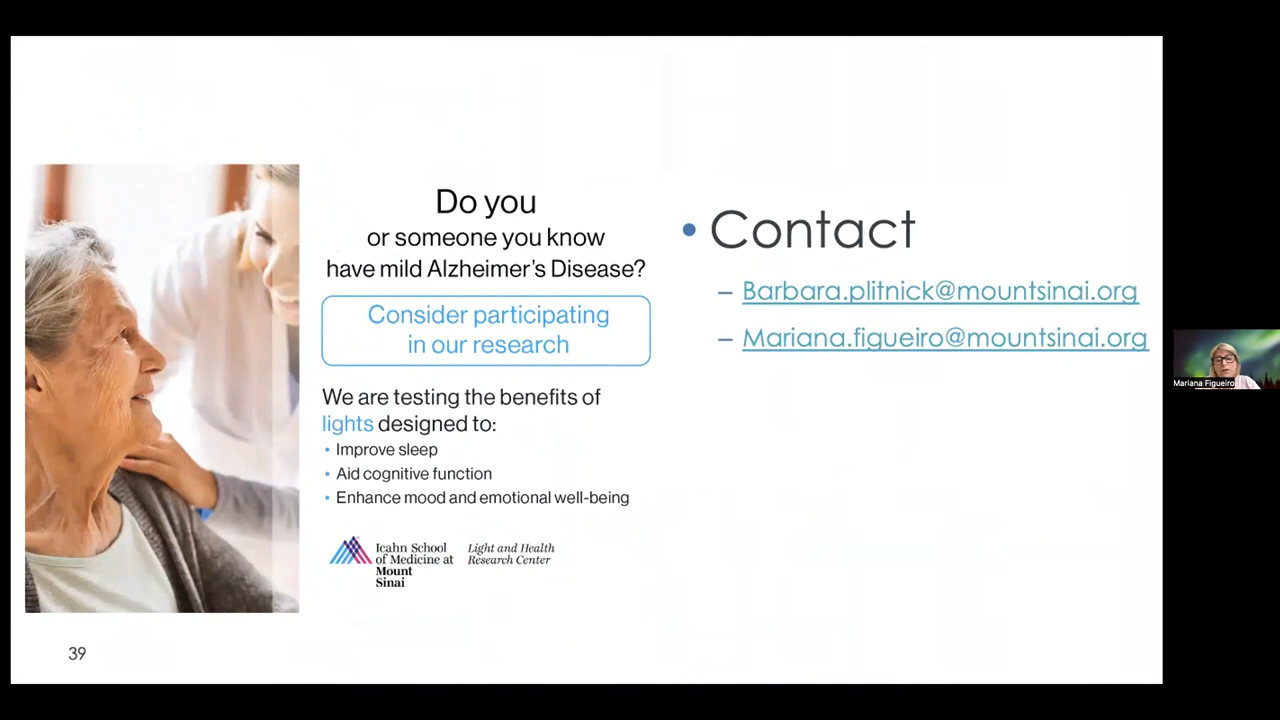 Do you
or someone you know
have mild Alzheimer's Disease?
Consider participating
in our research
We are testing the benefits of
lights designed to:
• Improve sleep
• Aid cognitive function
• Enhance mood and emotional well-being
Icahn School
of Medicine at
Mount
Sinai
Light and Health
Research Center
• Contact
– Barbara.plitnick@mountsinai.org
– Mariana.figueiro@mountsinai.org
Mariana Figueiro
39